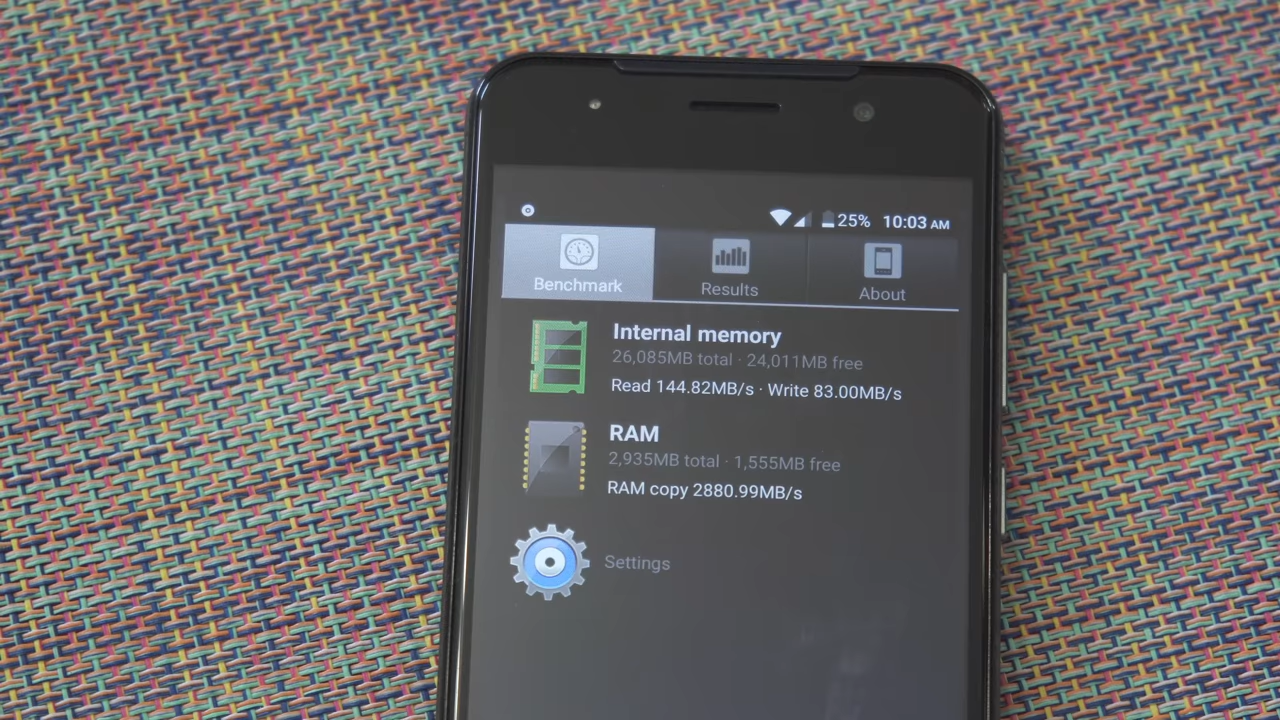 25% 10:03 AM
Benchmark Results About
Internal memory
26,085MB total · 24,011MB free
Read 144.82MB/s · Write 83.00MB/s
RAM
2,935MB total · 1,555MB free
RAM copy 2880.99MB/s
Settings